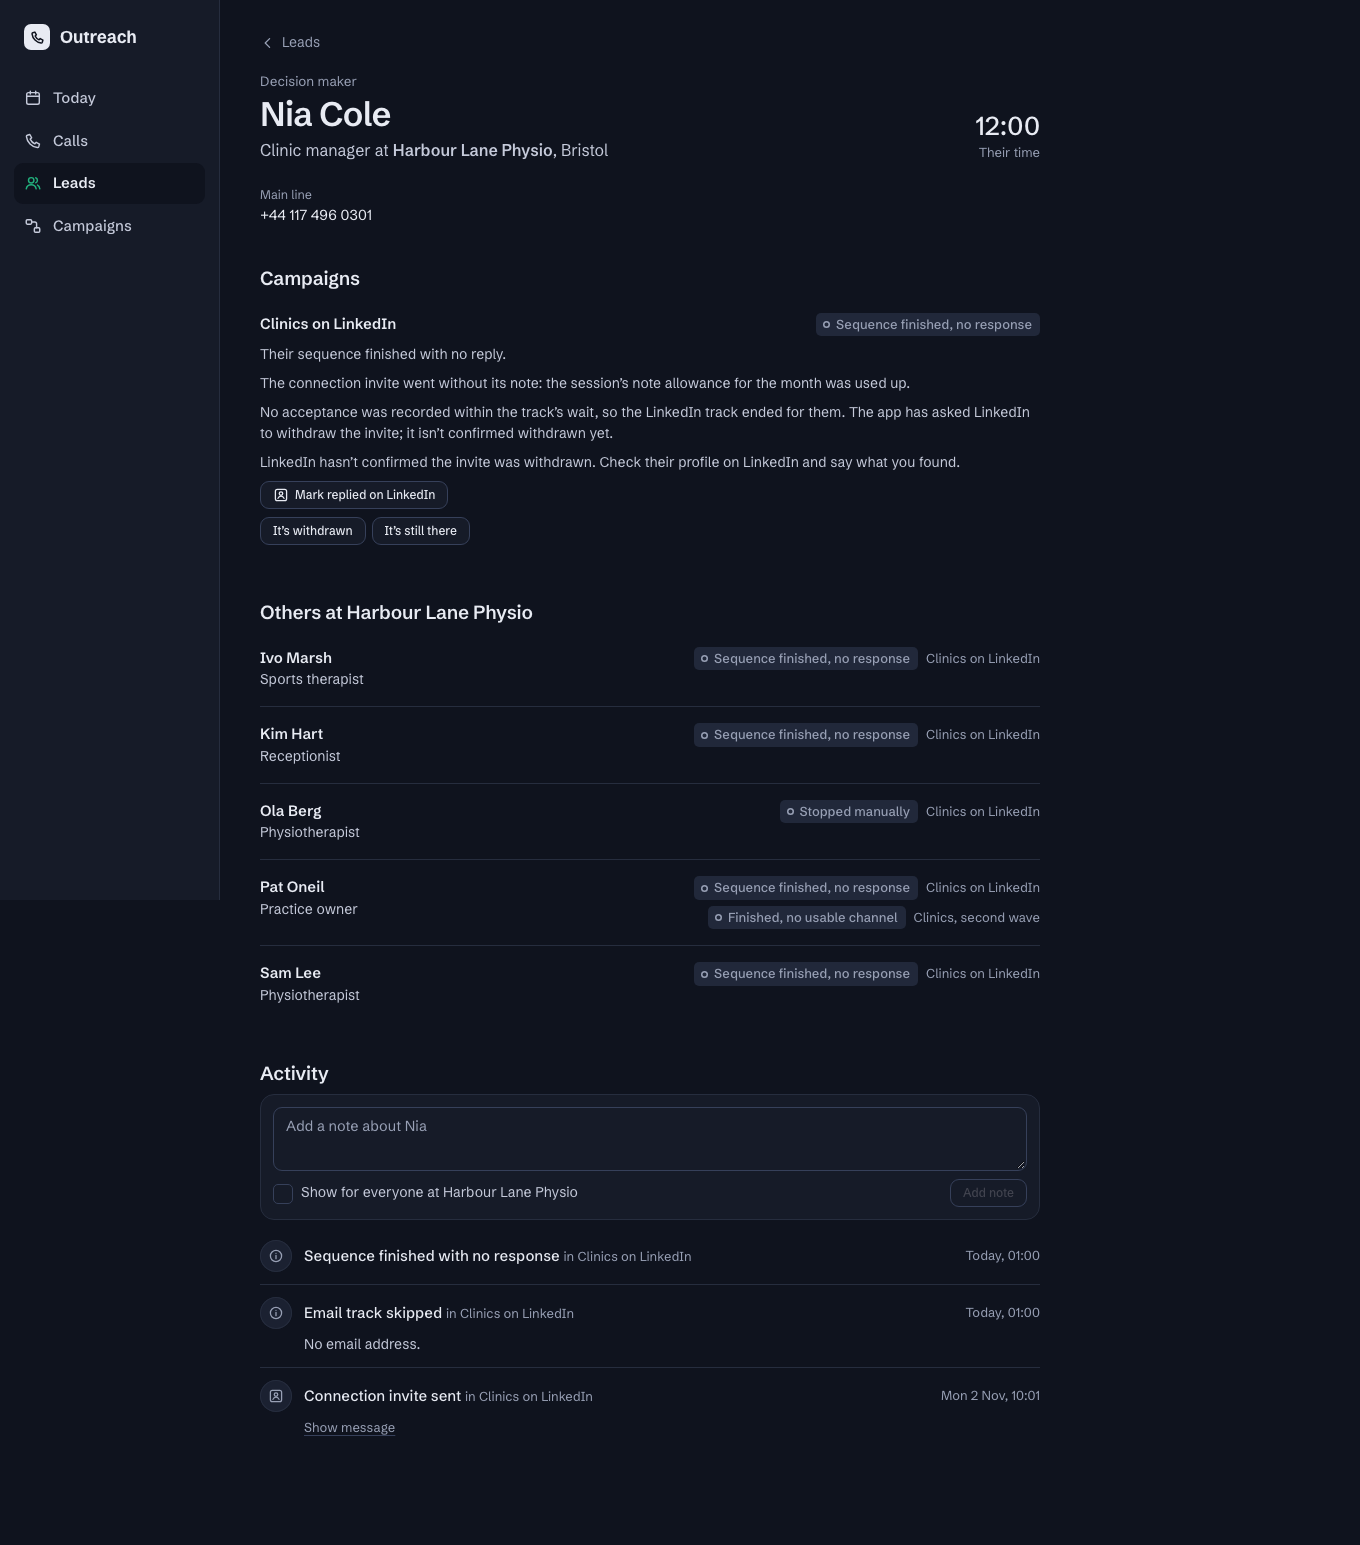 Outreach
Today
Calls
Leads
Campaigns
Leads
Decision maker
Nia Cole
Clinic manager at Harbour Lane Physio, Bristol
12:00
Their time
Main line
+44 117 496 0301
Campaigns
Clinics on LinkedIn
Sequence finished, no response
Their sequence finished with no reply.
The connection invite went without its note: the session’s note allowance for the month was used up.
No acceptance was recorded within the track’s wait, so the LinkedIn track ended for them. The app has asked LinkedIn
to withdraw the invite; it isn’t confirmed withdrawn yet.
LinkedIn hasn’t confirmed the invite was withdrawn. Check their profile on LinkedIn and say what you found.
Mark replied on LinkedIn
It’s withdrawn
It’s still there
Others at Harbour Lane Physio
Ivo Marsh
Sequence finished, no response Clinics on LinkedIn
Sports therapist
Kim Hart
Sequence finished, no response Clinics on LinkedIn
Receptionist
Ola Berg
Stopped manually Clinics on LinkedIn
Physiotherapist
Pat Oneil
Sequence finished, no response Clinics on LinkedIn
Practice owner
Finished, no usable channel Clinics, second wave
Sam Lee
Sequence finished, no response Clinics on LinkedIn
Physiotherapist
Activity
Add a note about Nia
Show for everyone at Harbour Lane Physio
Add note
Sequence finished with no response in Clinics on LinkedIn
Today, 01:00
Email track skipped in Clinics on LinkedIn
Today, 01:00
No email address.
Connection invite sent in Clinics on LinkedIn
Mon 2 Nov, 10:01
Show message